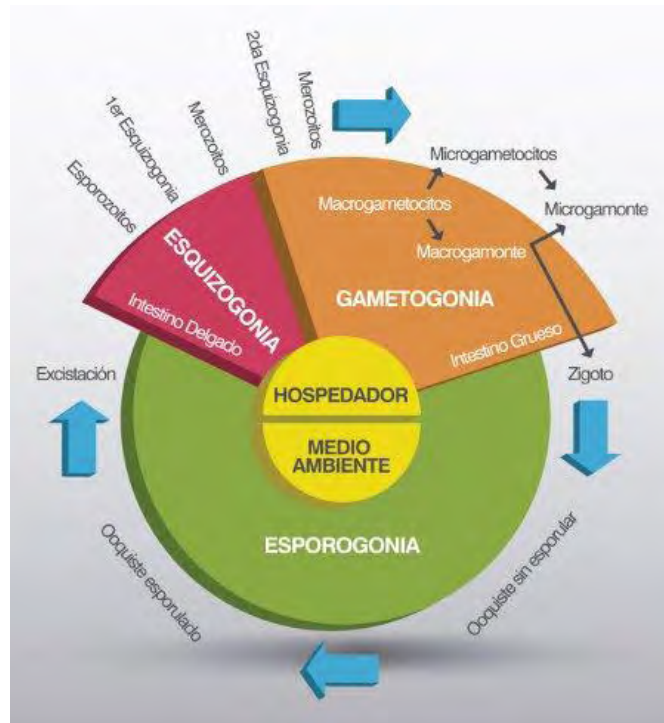 Esporozoitos
1er Esquizogonia
Merozoitos
2da Esquizogonia
Merozoitos
Microgametocitos
Macrogametocitos
Microgamonte
Macrogamonte
ESQUIZOGONIA
GAMETOGONIA
Intestino Delgado
Intestino Grueso
Excistación
Zigoto
HOSPEDADOR
MEDIO
AMBIENTE
ESPOROGONIA
Ooquiste esporulado
Ooquiste sin esporular